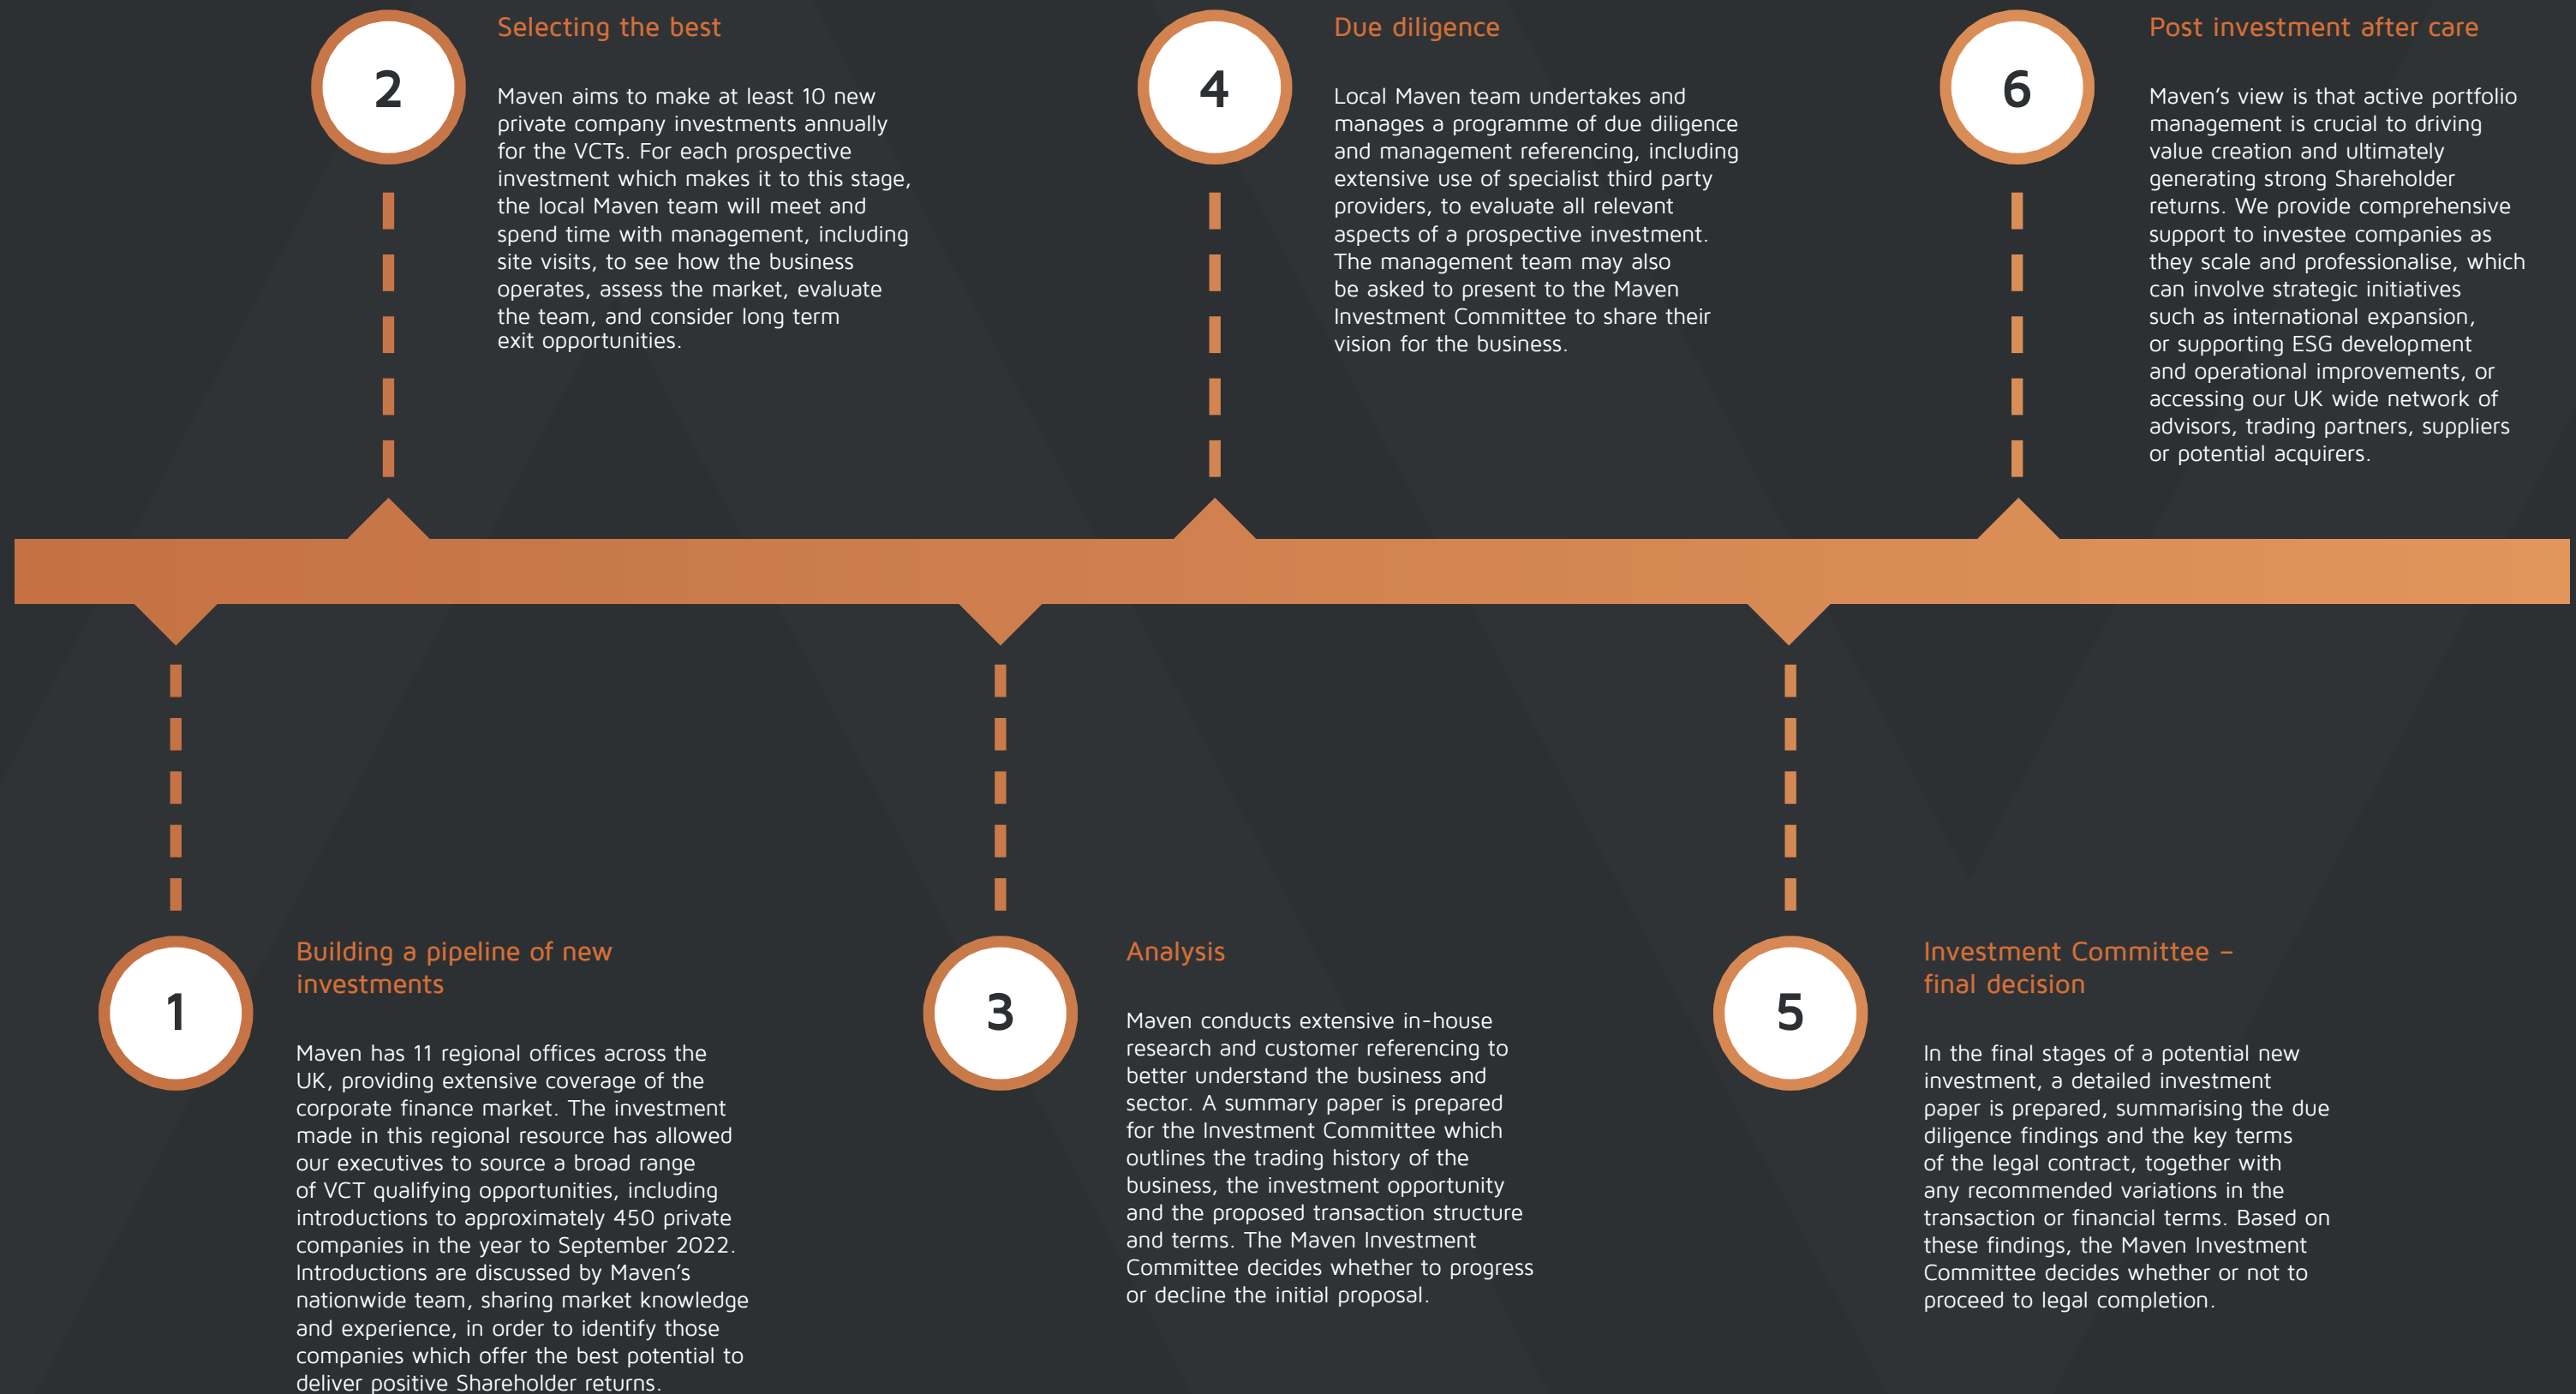 2
Selecting the best
Maven aims to make at least 10 new
private company investments annually
for the VCTs. For each prospective
investment which makes it to this stage,
the local Maven team will meet and
spend time with management, including
site visits, to see how the business
operates, assess the market, evaluate
the team, and consider long term
exit opportunities.
4
Due diligence
Local Maven team undertakes and
manages a programme of due diligence
and management referencing, including
extensive use of specialist third party
providers, to evaluate all relevant
aspects of a prospective investment.
The management team may also
be asked to present to the Maven
Investment Committee to share their
vision for the business.
6
Post investment after care
Maven’s view is that active portfolio
management is crucial to driving
value creation and ultimately
generating strong Shareholder
returns. We provide comprehensive
support to investee companies as
they scale and professionalise, which
can involve strategic initiatives
such as international expansion,
or supporting ESG development
and operational improvements, or
accessing our UK wide network of
advisors, trading partners, suppliers
or potential acquirers.
1
Building a pipeline of new
investments
Maven has 11 regional offices across the
UK, providing extensive coverage of the
corporate finance market. The investment
made in this regional resource has allowed
our executives to source a broad range
of VCT qualifying opportunities, including
introductions to approximately 450 private
companies in the year to September 2022.
Introductions are discussed by Maven’s
nationwide team, sharing market knowledge
and experience, in order to identify those
companies which offer the best potential to
deliver positive Shareholder returns.
3
Analysis
Maven conducts extensive in-house
research and customer referencing to
better understand the business and
sector. A summary paper is prepared
for the Investment Committee which
outlines the trading history of the
business, the investment opportunity
and the proposed transaction structure
and terms. The Maven Investment
Committee decides whether to progress
or decline the initial proposal.
5
Investment Committee –
final decision
In the final stages of a potential new
investment, a detailed investment
paper is prepared, summarising the due
diligence findings and the key terms
of the legal contract, together with
any recommended variations in the
transaction or financial terms. Based on
these findings, the Maven Investment
Committee decides whether or not to
proceed to legal completion.